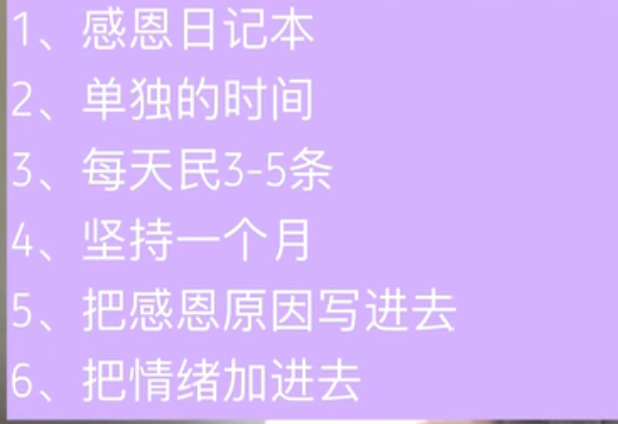 1、感恩日记本
2、单独的时间
3、每天民3-5条
4、坚持一个月
5、把感恩原因写进去
6、把情绪加进去